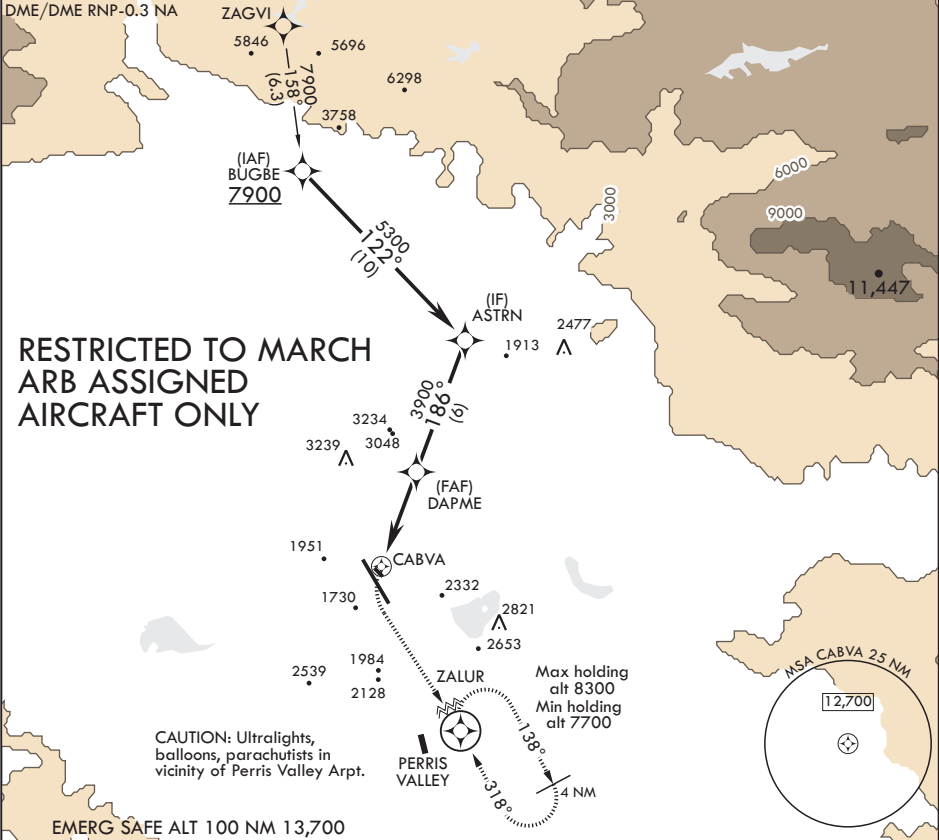 DME/DME RNP-0.3 NA
ZAGVI
5846
5696
7900
158°
(6.3)
6298
3758
(IAF)
BUGBE
7900
5300
122°
(10)
3000
6000
9000
11,447
(IF)
ASTRN
1913
2477
RESTRICTED TO MARCH
ARB ASSIGNED
AIRCRAFT ONLY
3900
186°
(6)
3234
3048
3239
(FAF)
DAPME
1951
CABVA
1730
2332
2821
2653
1984
2128
2539
ZALUR
Max holding
alt 8300
Min holding
alt 7700
138°
318°
4 NM
PERRIS
VALLEY
CAUTION: Ultralights,
balloons, parachutists in
vicinity of Perris Valley Arpt.
MSA CABVA 25 NM
12,700
EMERG SAFE ALT 100 NM 13,700